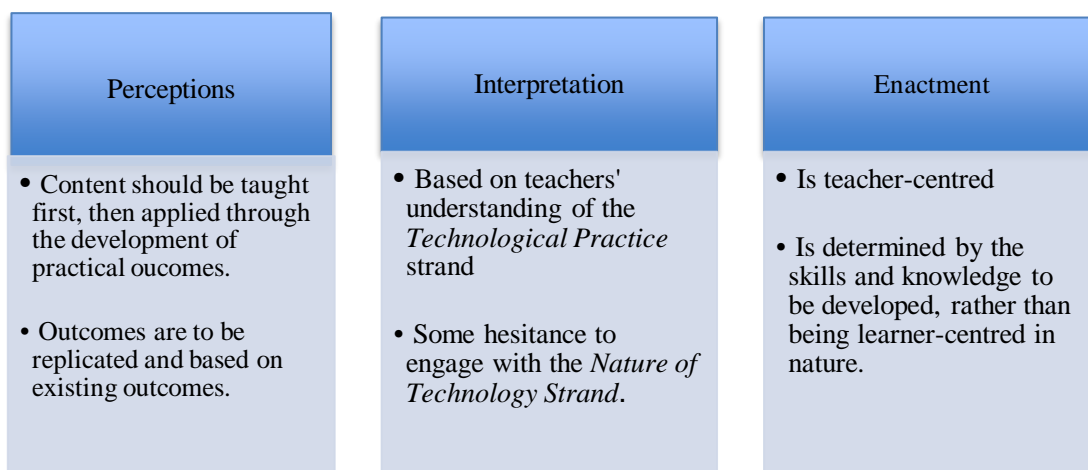 Perceptions
• Content should be taught
first, then applied through
the development of
practical oucomes.
• Outcomes are to be
replicated and based on
existing outcomes.
Interpretation
• Based on teachers'
understanding of the
Technological Practice
strand
• Some hesitance to
engage with the Nature of
Technology Strand.
Enactment
• Is teacher-centred
• Is determined by the
skills and knowledge to
be developed, rather than
being learner-centred in
nature.